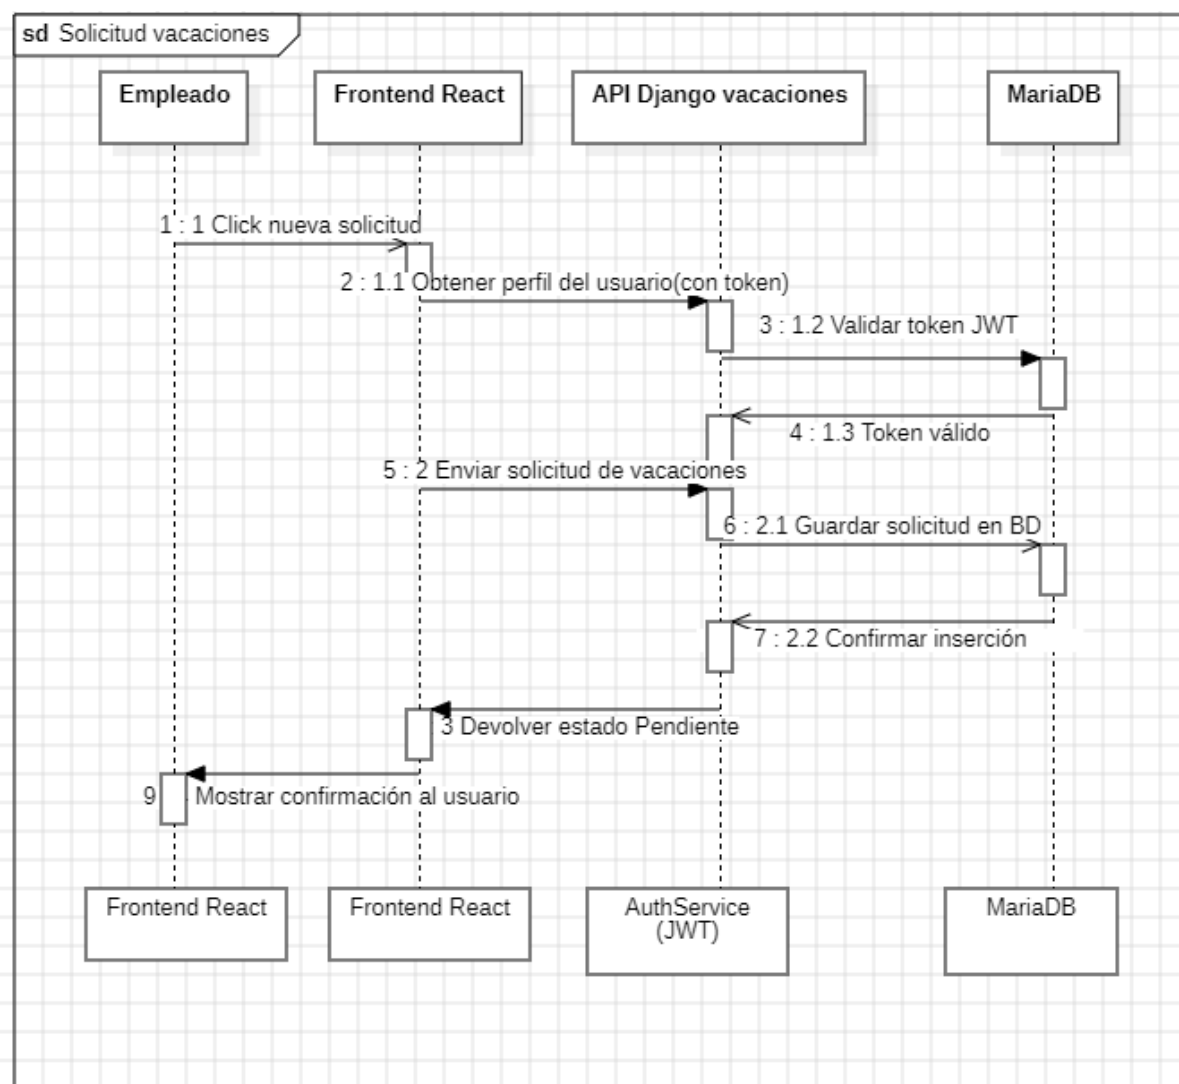 sd Solicitud vacaciones
Empleado
Frontend React
API Django vacaciones
MariaDB
1 : 1 Click nueva solicitud
2 : 1.1 Obtener perfil del usuario(con token)
3 : 1.2 Validar token JWT
4 : 1.3 Token válido
5 : 2 Enviar solicitud de vacaciones
6 : 2.1 Guardar solicitud en BD
7 : 2.2 Confirmar inserción
3 Devolver estado Pendiente
9 Mostrar confirmación al usuario
Frontend React
Frontend React
AuthService
(JWT)
MariaDB